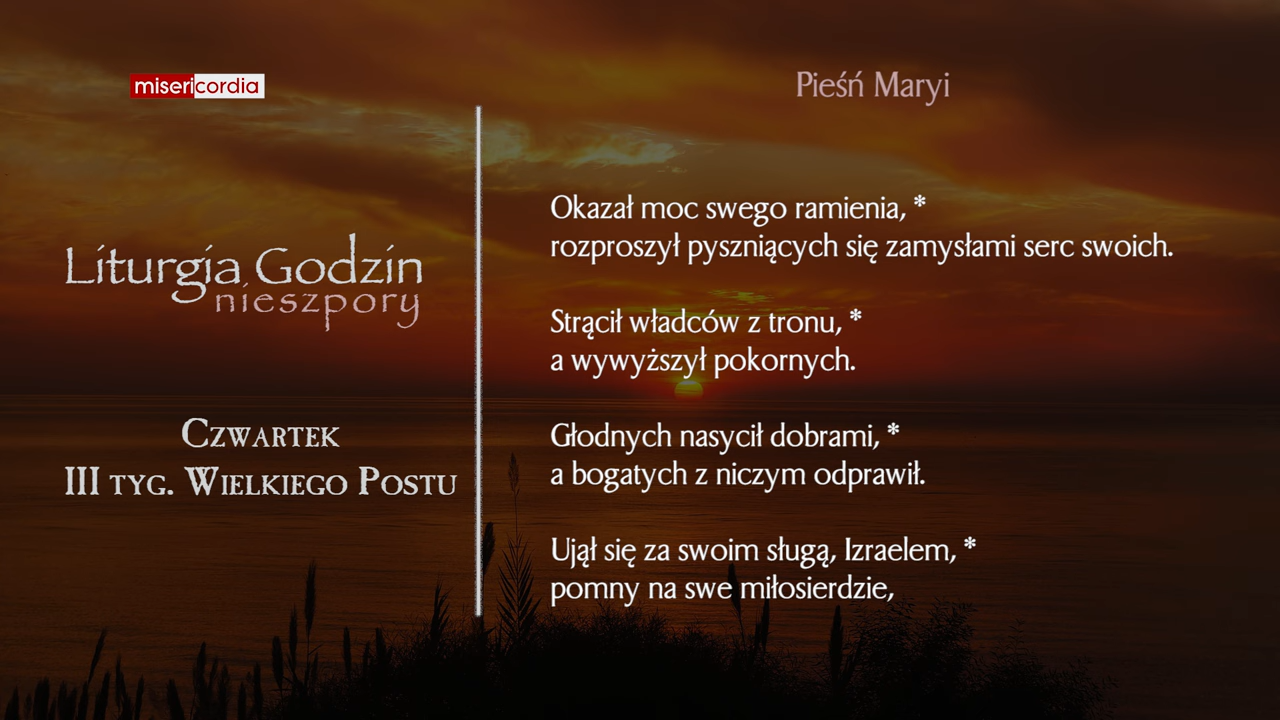 misericordia
Liturgia Godzin
nieszpory
Czwartek
III tyg. Wielkiego Postu
Pieśń Maryi
Okazał moc swego ramienia, *
rozproszył pyszniących się zamysłami serc swoich.
Strącił władców z tronu, *
a wywyższył pokornych.
Głodnych nasycił dobrami, *
a bogatych z niczym odprawił.
Ujął się za swoim sługą, Izraelem, *
pomny na swe miłosierdzie,